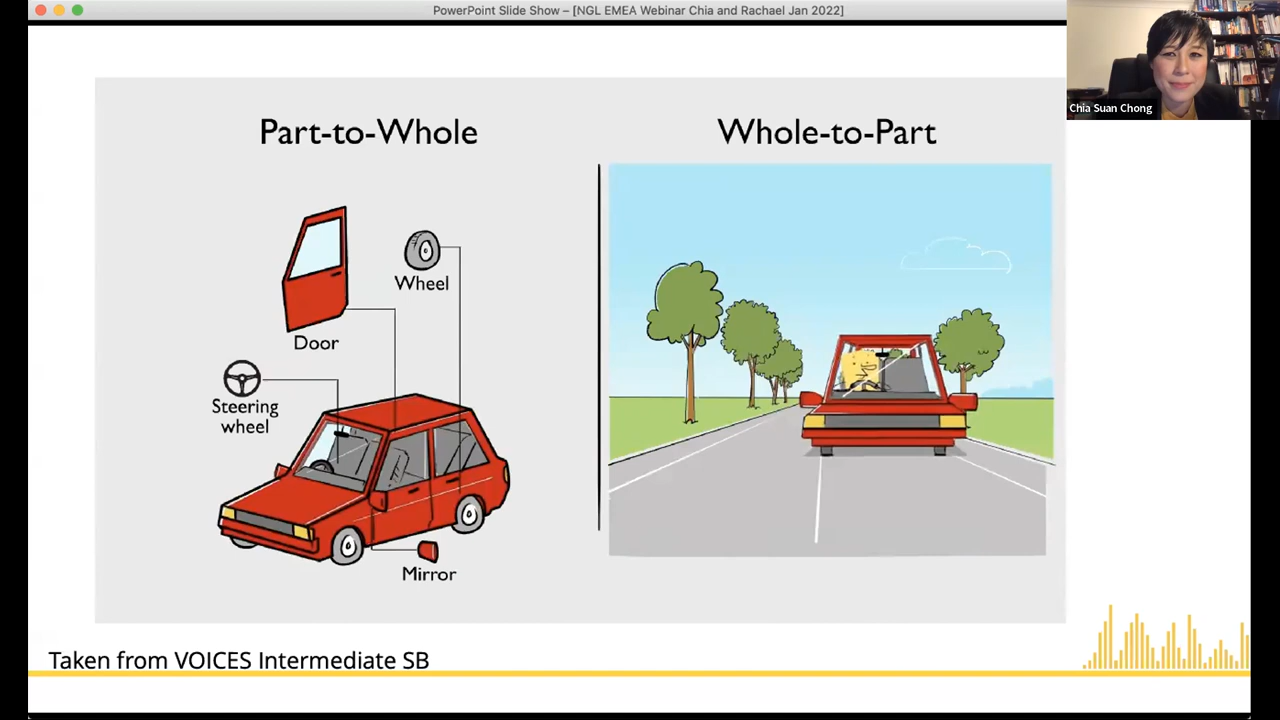 PowerPoint Slide Show – [NGL EMEA Webinar Chia and Rachael Jan 2022]
Chia Suan Chong
Part-to-Whole
Whole-to-Part
Wheel
Door
Steering
wheel
Mirror
Taken from VOICES Intermediate SB